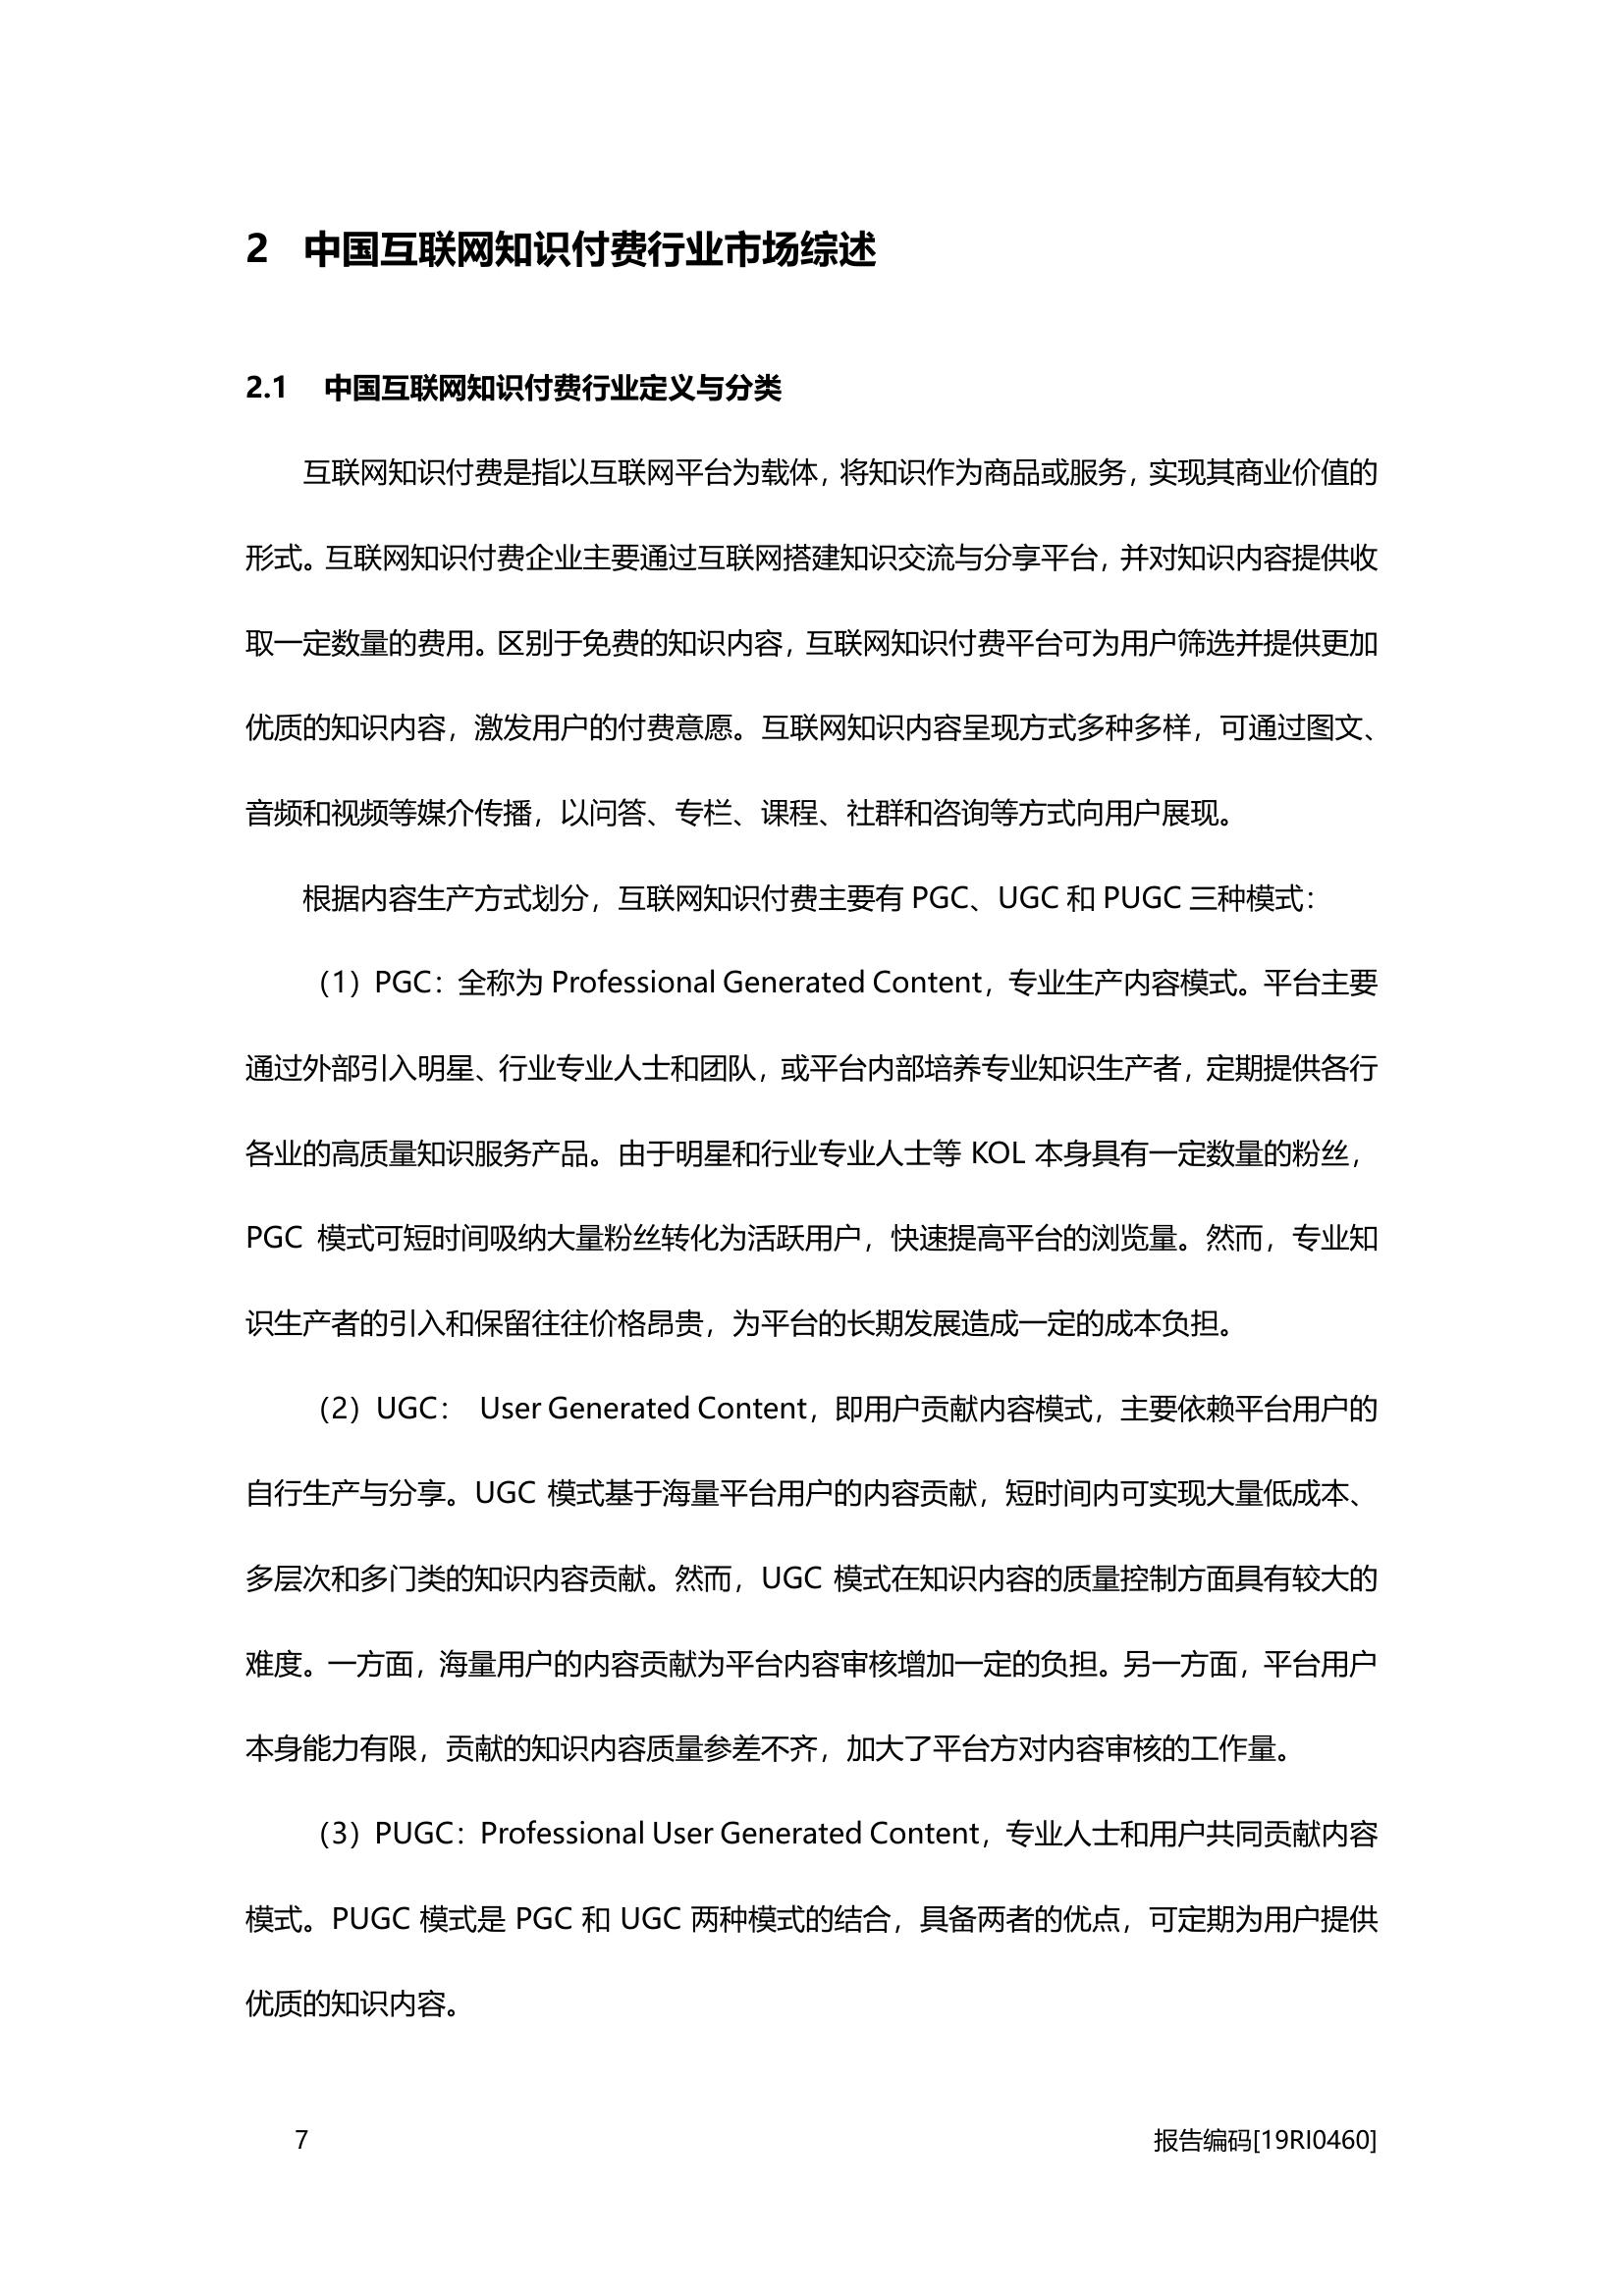 2 中国互联网知识付费行业市场综述
2.1 中国互联网知识付费行业定义与分类
互联网知识付费是指以互联网平台为载体，将知识作为商品或服务，实现其商业价值的
形式。互联网知识付费企业主要通过互联网搭建知识交流与分享平台，并对知识内容提供收
取一定数量的费用。区别于免费的知识内容，互联网知识付费平台可为用户筛选并提供更加
优质的知识内容，激发用户的付费意愿。互联网知识内容呈现方式多种多样，可通过图文、
音频和视频等媒介传播，以问答、专栏、课程、社群和咨询等方式向用户展现。
根据内容生产方式划分，互联网知识付费主要有 PGC、UGC 和 PUGC 三种模式：
（1）PGC：全称为 Professional Generated Content，专业生产内容模式。平台主要
通过外部引入明星、行业专业人士和团队，或平台内部培养专业知识生产者，定期提供各行
各业的高质量知识服务产品。由于明星和行业专业人士等 KOL 本身具有一定数量的粉丝，
PGC 模式可短时间吸纳大量粉丝转化为活跃用户，快速提高平台的浏览量。然而，专业知
识生产者的引入和保留往往价格昂贵，为平台的长期发展造成一定的成本负担。
（2）UGC： User Generated Content，即用户贡献内容模式，主要依赖平台用户的
自行生产与分享。UGC 模式基于海量平台用户的内容贡献，短时间内可实现大量低成本、
多层次和多门类的知识内容贡献。然而，UGC 模式在知识内容的质量控制方面具有较大的
难度。一方面，海量用户的内容贡献为平台内容审核增加一定的负担。另一方面，平台用户
本身能力有限，贡献的知识内容质量参差不齐，加大了平台方对内容审核的工作量。
（3）PUGC：Professional User Generated Content，专业人士和用户共同贡献内容
模式。PUGC 模式是 PGC 和 UGC 两种模式的结合，具备两者的优点，可定期为用户提供
优质的知识内容。
7 报告编码[19RI0460]